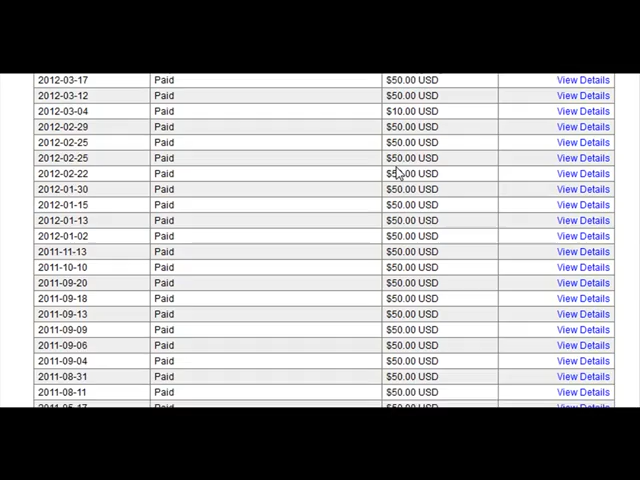 2012-03-17 Paid $50.00 USD View Details
2012-03-12 Paid $50.00 USD View Details
2012-03-04 Paid $10.00 USD View Details
2012-02-29 Paid $50.00 USD View Details
2012-02-25 Paid $50.00 USD View Details
2012-02-25 Paid $50.00 USD View Details
2012-02-22 Paid USD View Details
2012-01-30 Paid $50.00 USD View Details
2012-01-15 Paid $50.00 USD View Details
2012-01-13 Paid $50.00 USD View Details
2012-01-02 Paid $50.00 USD View Details
2011-11-13 Paid $50.00 USD View Details
2011-10-10 Paid $50.00 USD View Details
2011-09-20 Paid $50.00 USD View Details
2011-09-18 Paid $50.00 USD View Details
2011-09-13 Paid $50.00 USD View Details
2011-09-09 Paid $50.00 USD View Details
2011-09-06 Paid $50.00 USD View Details
2011-09-04 Paid $50.00 USD View Details
2011-08-31 Paid $50.00 USD View Details
2011-08-11 Paid $50.00 USD View Details
Paid $50.00 USD View Details